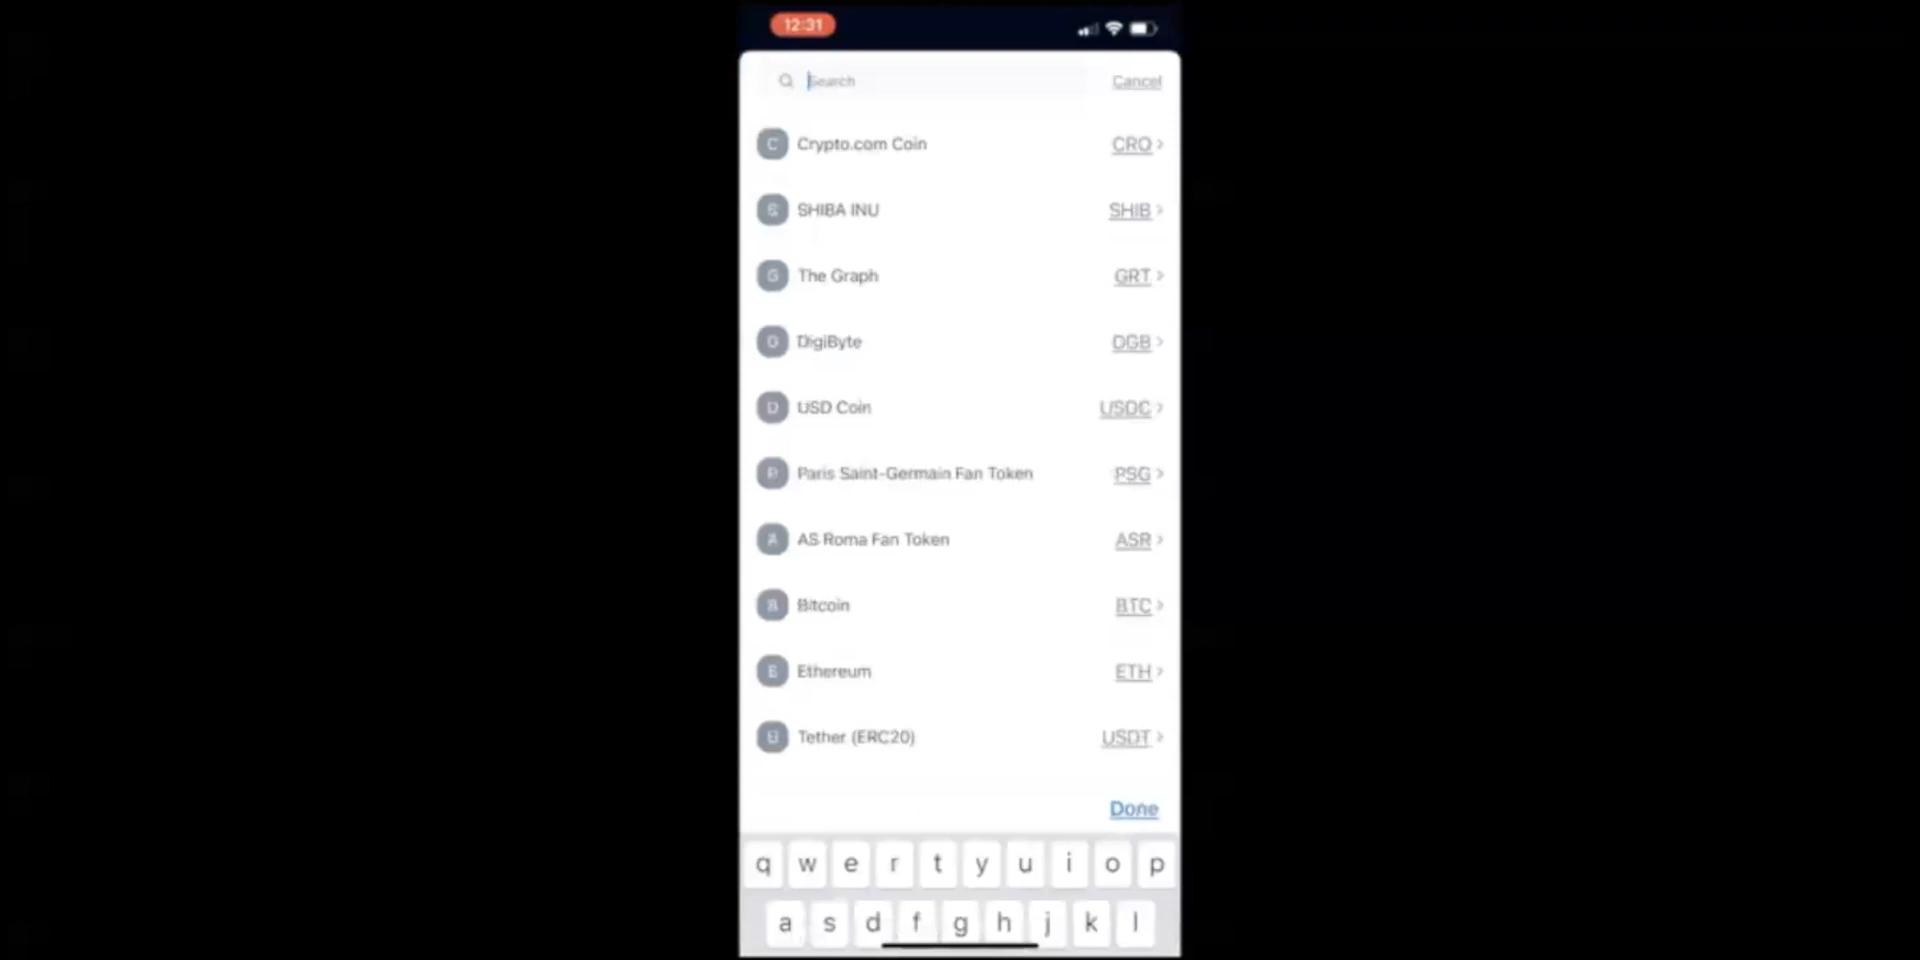 12:31
Search Cancel
C Crypto.com Coin CRO
S SHIBA INU SHIB
G The Graph GRT
D DigiByte DGB
USD Coin USDC
P Paris Saint-Germain Fan Token PSG
A AS Roma Fan Token ASR
B Bitcoin BTC
E Ethereum ETH
Tether (ERC20) USDT
Done
q w e r t y u i o p
a s d f g h j k l